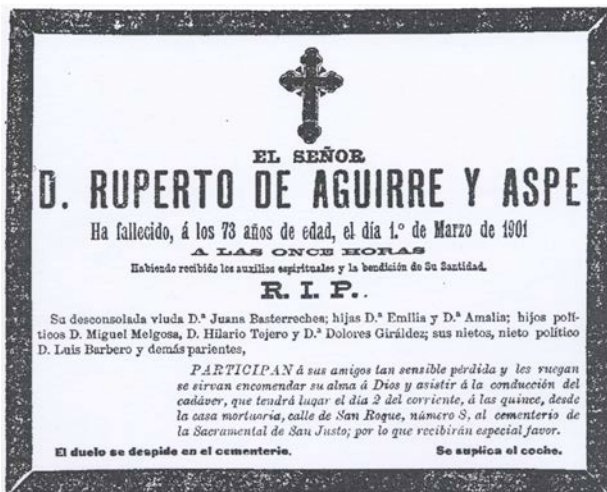 EL SEÑOR
D. RUPERTO DE AGUIRRE Y ASPE
Ha fallecido, á los 73 años de edad, el día 1.º de Marzo de 1901
A LAS ONCE HORAS
Habiendo recibido los auxilios espirituales y la bendición de Su Santidad.
R. I. P.
Su desconsolada viuda D.ª Juana Basterreches; hijas D.ª Emilia y D.ª Amalia; hijos polí-
ticos D. Miguel Melgosa, D. Hilario Tejero y D.ª Dolores Giráldez; sus nietos, nieto político
D. Luis Barbero y demás parientes,
PARTICIPAN á sus amigos tan sensible pérdida y les ruegan
se sirvan encomendar su alma á Dios y asistir á la conducción del
cadáver, que tendrá lugar el día 2 del corriente, á las quince, desde
la casa mortuoria, calle de San Roque, número 8, al cementerio de
la Sacramental de San Justo; por lo que recibirán especial favor.
El duelo se despide en el cementerio. Se suplica el coche.